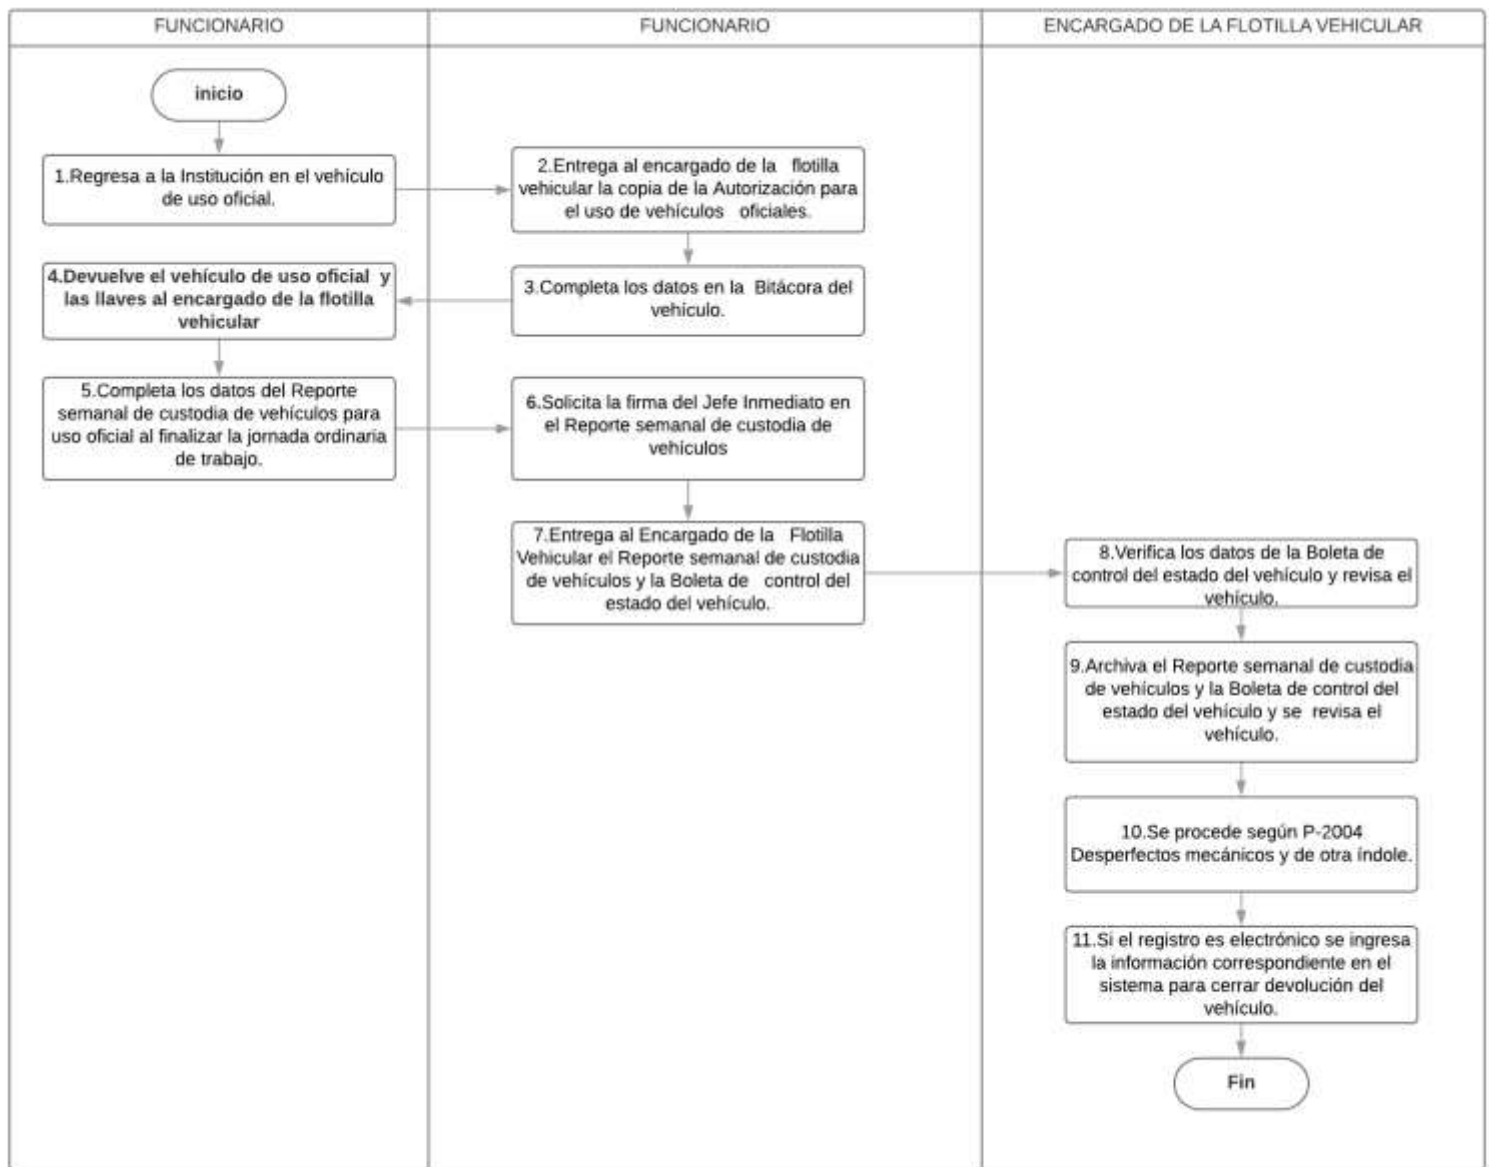 FUNCIONARIO
FUNCIONARIO
ENCARGADO DE LA FLOTILLA VEHICULAR
inicio
1.Regresa a la Institución en el vehículo
de uso oficial.
2.Entrega al encargado de la flotilla
vehicular la copia de la Autorización para
el uso de vehículos oficiales.
3.Completa los datos en la Bitácora del
vehículo.
4.Devuelve el vehículo de uso oficial y
las llaves al encargado de la flotilla
vehicular
5.Completa los datos del Reporte
semanal de custodia de vehículos para
uso oficial al finalizar la jornada ordinaria
de trabajo.
6.Solicita la firma del Jefe Inmediato en
el Reporte semanal de custodia de
vehículos
7.Entrega al Encargado de la Flotilla
Vehicular el Reporte semanal de custodia
de vehículos y la Boleta de control del
estado del vehículo.
8.Verifica los datos de la Boleta de
control del estado del vehículo y revisa el
vehículo.
9.Archiva el Reporte semanal de custodia
de vehículos y la Boleta de control del
estado del vehículo y se revisa el
vehículo.
10.Se procede según P-2004
Desperfectos mecánicos y de otra índole.
11.Si el registro es electrónico se ingresa
la información correspondiente en el
sistema para cerrar devolución del
vehículo.
Fin